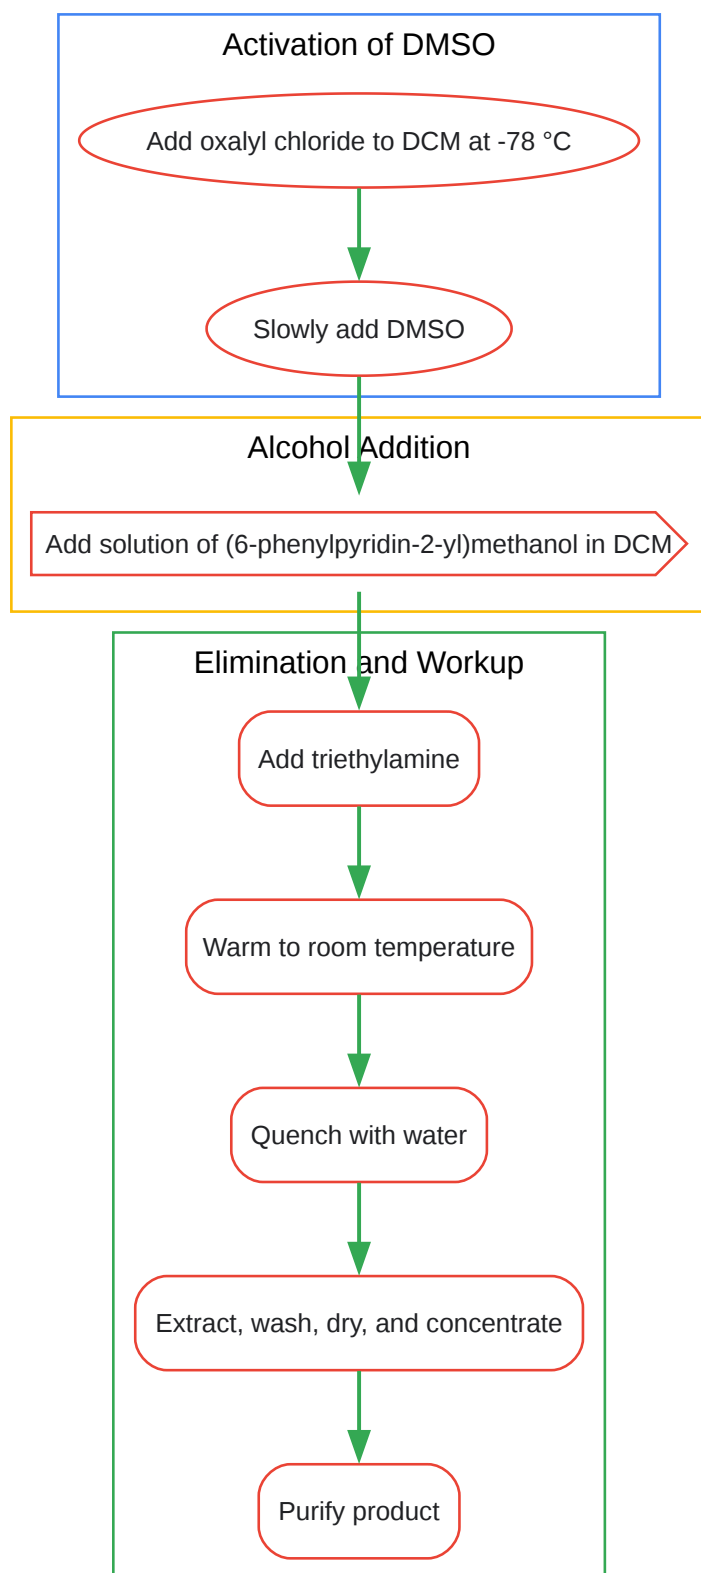 Activation of DMSO
Add oxalyl chloride to DCM at -78 °C
Slowly add DMSO
Alcohol Addition
Add solution of (6-phenylpyridin-2-yl)methanol in DCM
Elimination and Workup
Add triethylamine
Warm to room temperature
Quench with water
Extract, wash, dry, and concentrate
Purify product